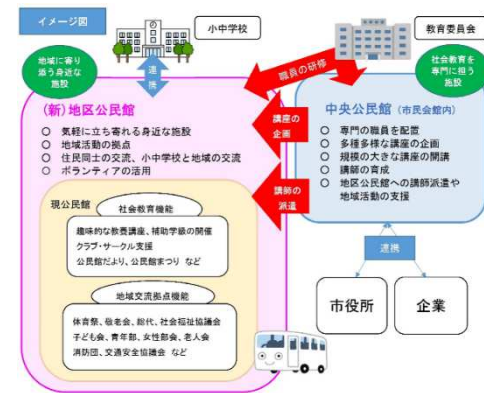 イメージ図
小中学校
教育委員会
地域に寄り
添う身近な
施設
連携
職員の研修
社会教育を
専門に担う
施設
(新)地区公民館
○ 気軽に立ち寄れる身近な施設
○ 地域活動の拠点
○ 住民同士の交流、小中学校と地域の交流
○ ボランティアの活用
講座の
企画
講師の
派遣
中央公民館(市民会館内)
○ 専門の職員を配置
○ 多種多様な講座の企画
○ 規模の大きな講座の開講
○ 講師の育成
○ 地区公民館への講師派遣や
地域活動の支援
現公民館
社会教育機能
趣味的な教養講座、補助学級の開催
クラブ・サークル支援
公民館だより、公民館まつり など
地域交流拠点機能
体育祭、敬老会、総代、社会福祉協議会
子ども会、青年部、女性部会、老人会
消防団、交通安全協議会 など
連携
市役所
企業